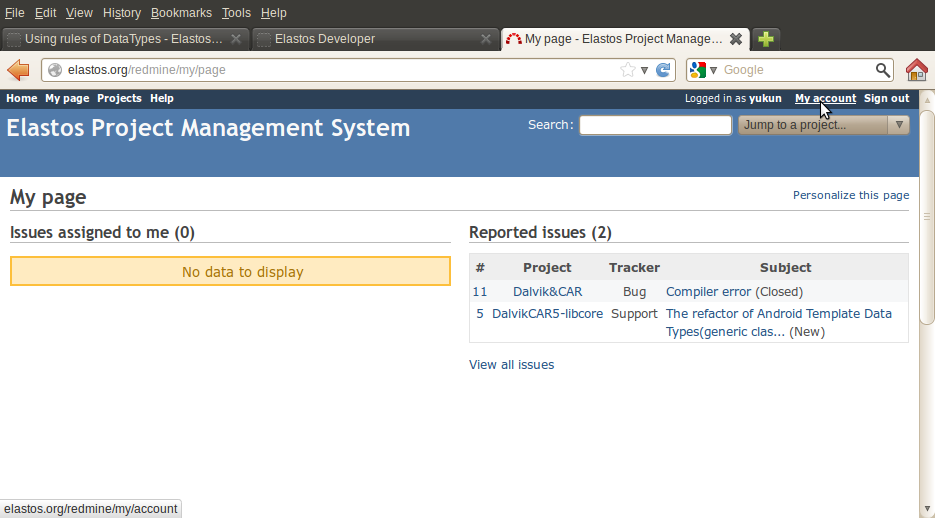 File Edit View History Bookmarks Tools Help
Using rules of DataTypes - Elastos... Elastos Developer My page - Elastos Project Manage...
elastos.org/redmine/my/page Google
Home My page Projects Help Logged in as yukun My account Sign out
Elastos Project Management System Search: Jump to a project...
My page Personalize this page
Issues assigned to me (0)
No data to display
Reported issues (2)
# Project Tracker Subject
11 Dalvik&CAR Bug Compiler error (Closed)
5 DalvikCAR5-libcore Support The refactor of Android Template Data
Types(generic clas... (New)
View all issues
elastos.org/redmine/my/account